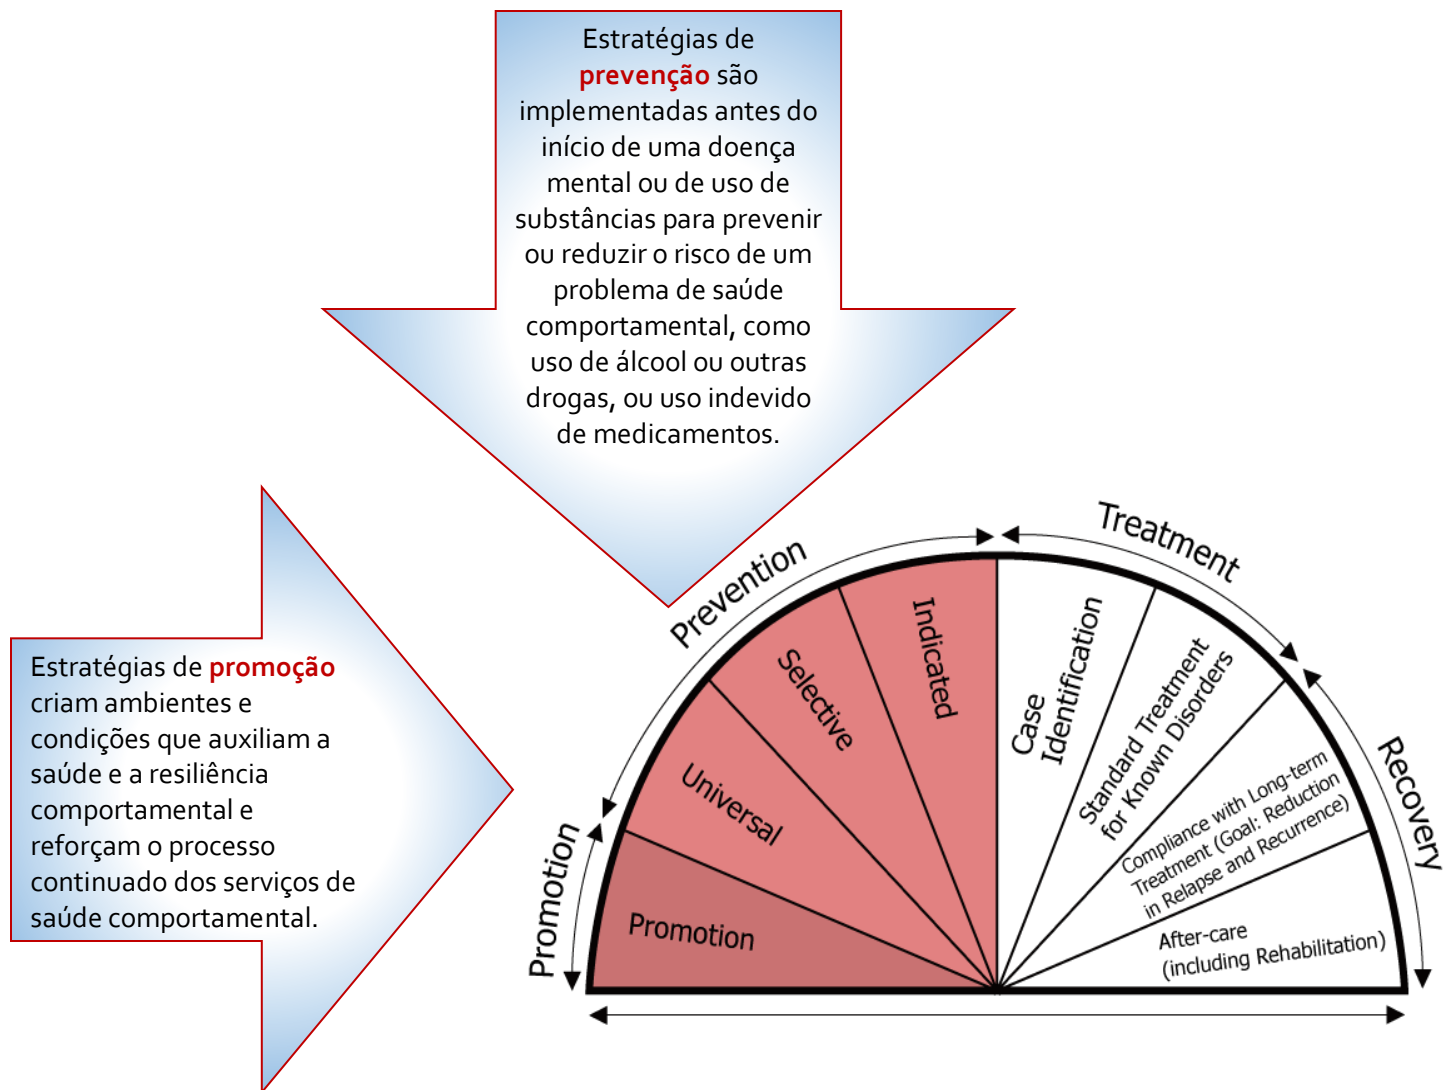 Estratégias de
prevenção são
implementadas antes do
início de uma doença
mental ou de uso de
substâncias para prevenir
ou reduzir o risco de um
problema de saúde
comportamental, como
uso de álcool ou outras
drogas, ou uso indevido
de medicamentos.
Estratégias de promoção
criam ambientes e
condições que auxiliam a
saúde e a resiliência
comportamental e
reforçam o processo
continuado dos serviços de
saúde comportamental.
Promotion
Prevention
Treatment
Recovery
Promotion
Universal
Selective
Indicated
Case
Identification
Standard Treatment
for Known Disorders
Compliance with Long-term
Treatment (Goal: Reduction
in Relapse and Recurrence)
After-care
(including Rehabilitation)